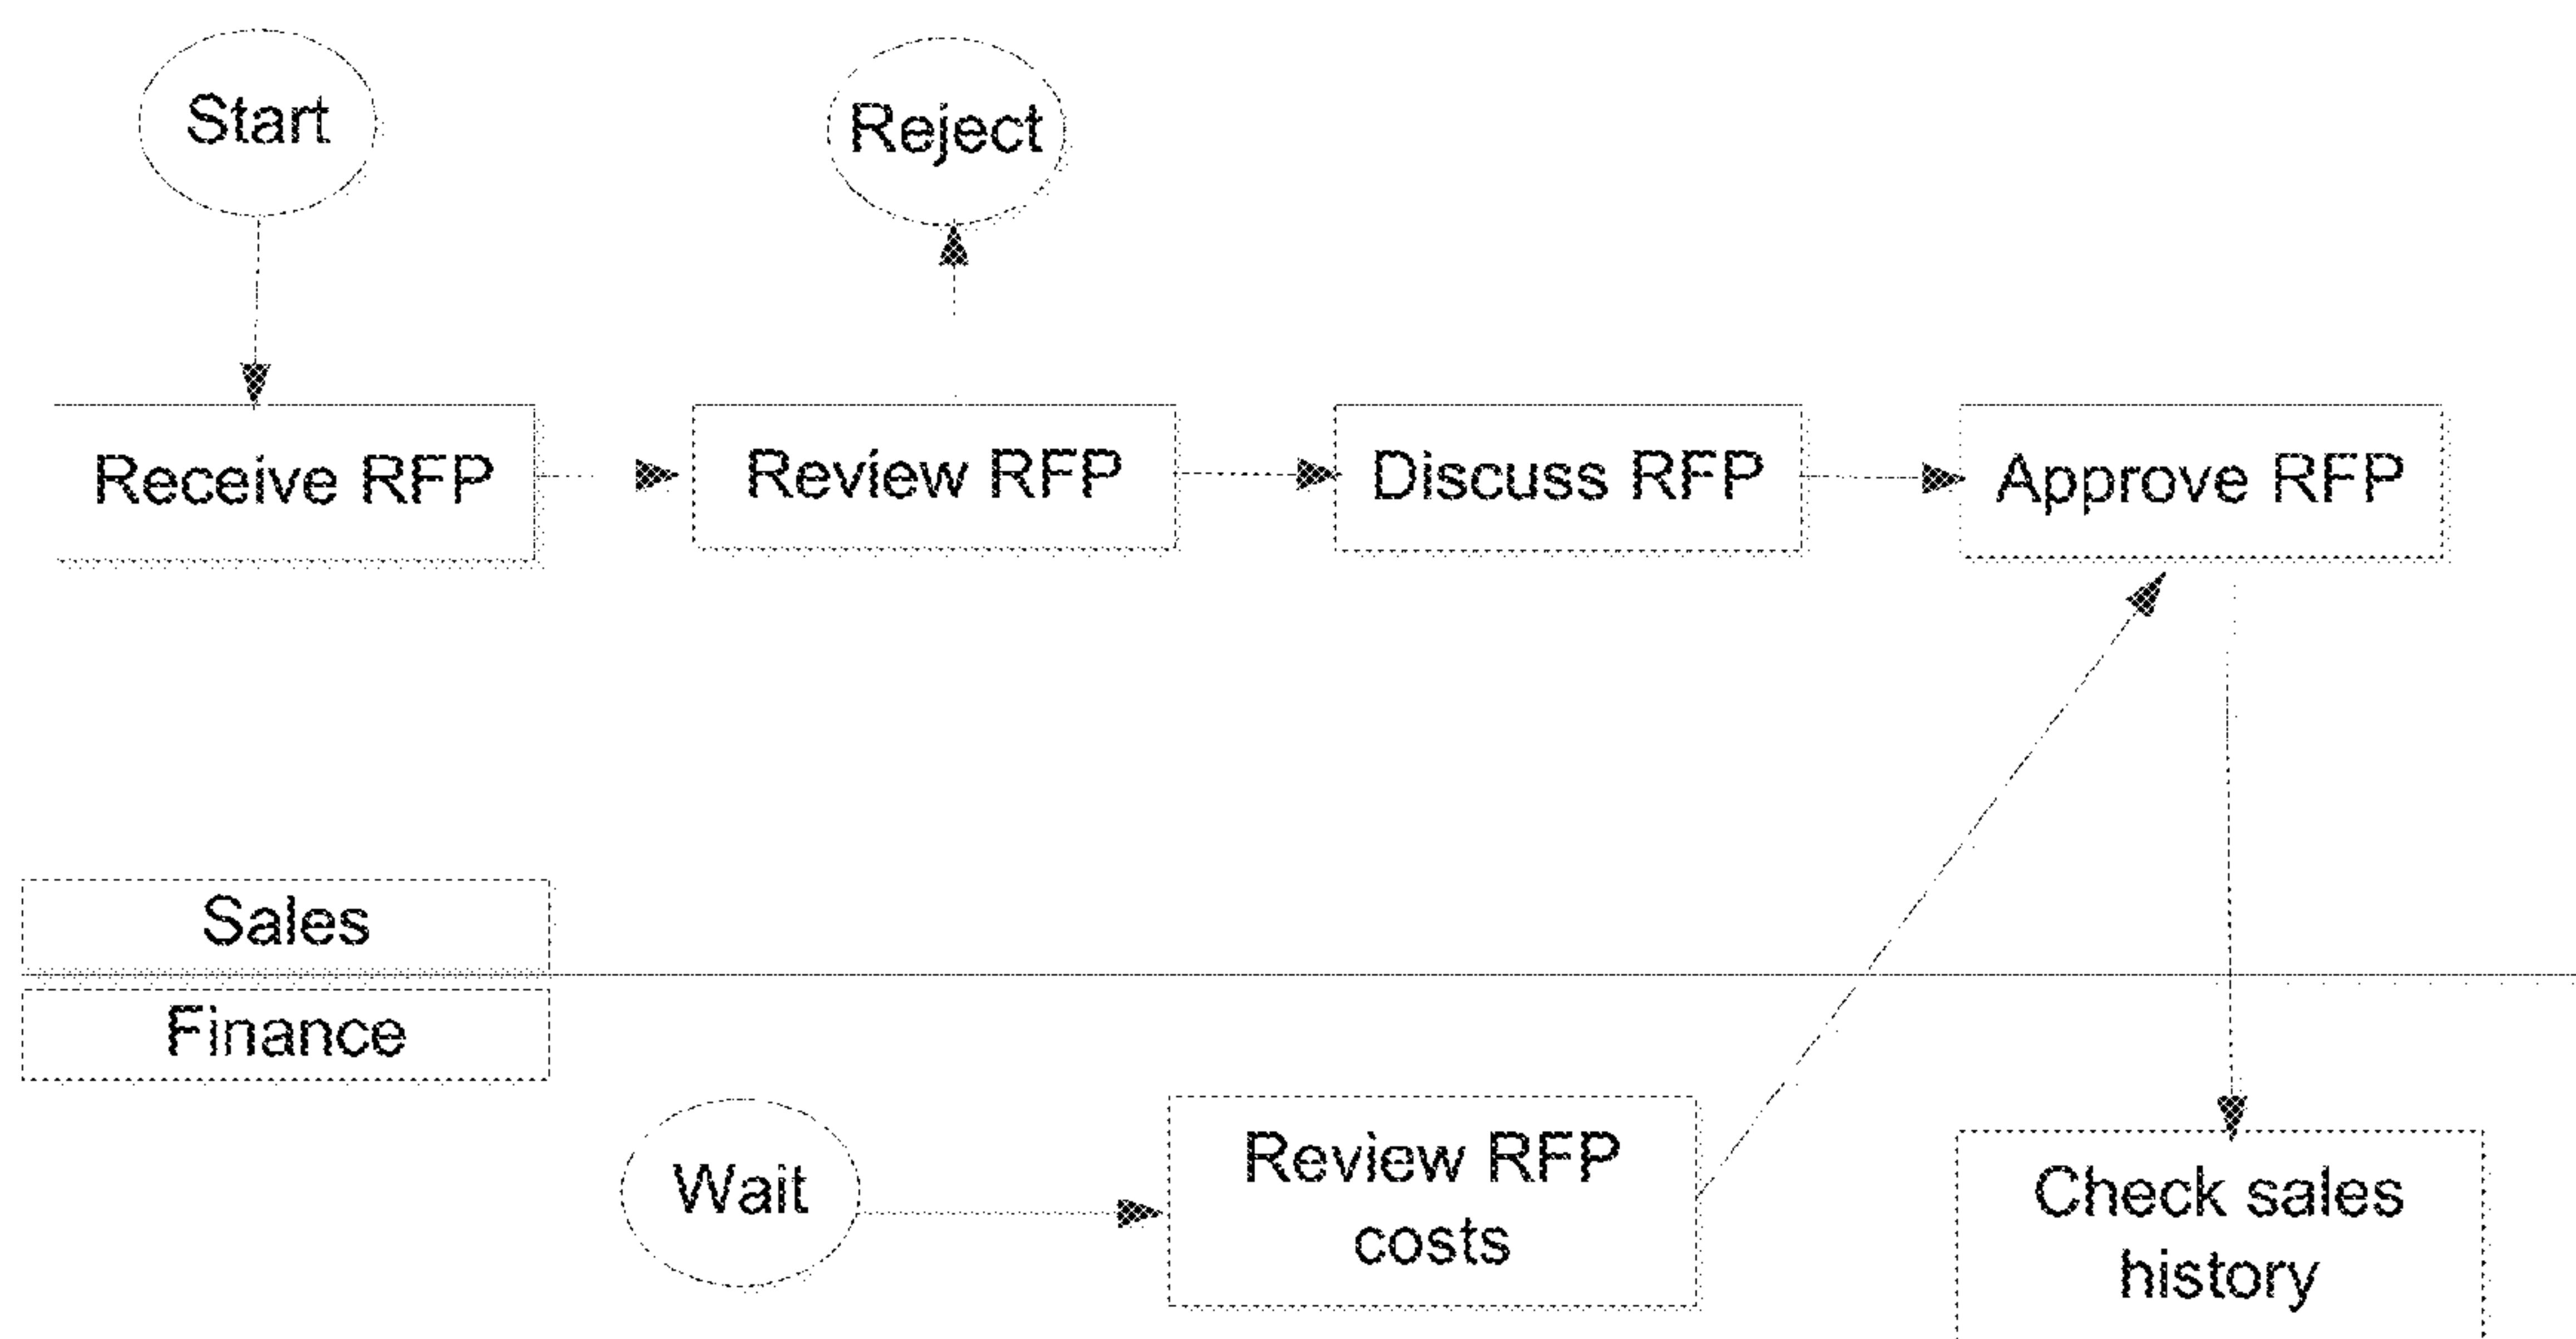 Start
Reject
Receive RFP
Review RFP
Discuss RFP
Approve RFP
Sales
Finance
Wait
Review RFP
costs
Check sales
history